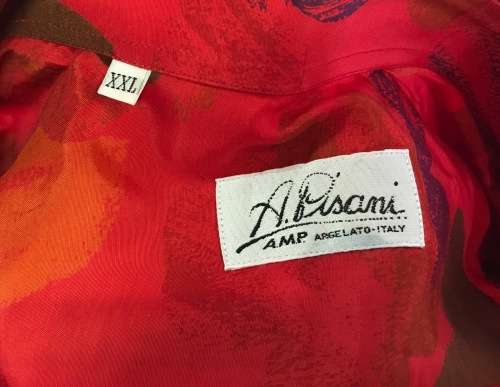 XXL
A. Pisani
A.M.P. ARGELATO-ITALY